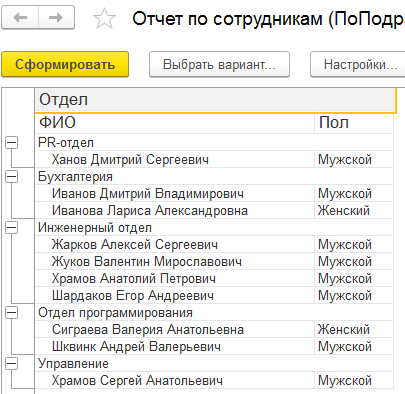 Отчет по сотрудникам (ПоПодра
Сформировать Выбрать вариант... Настройки...
Отдел
ФИО Пол
PR-отдел
Ханов Дмитрий Сергеевич Мужской
Бухгалтерия
Иванов Дмитрий Владимирович Мужской
Иванова Лариса Александровна Женский
Инженерный отдел
Жарков Алексей Сергеевич Мужской
Жуков Валентин Мирославович Мужской
Храмов Анатолий Петрович Мужской
Шардаков Егор Андреевич Мужской
Отдел программирования
Сиграева Валерия Анатольевна Женский
Шквинк Андрей Валерьевич Мужской
Управление
Храмов Сергей Анатольевич Мужской